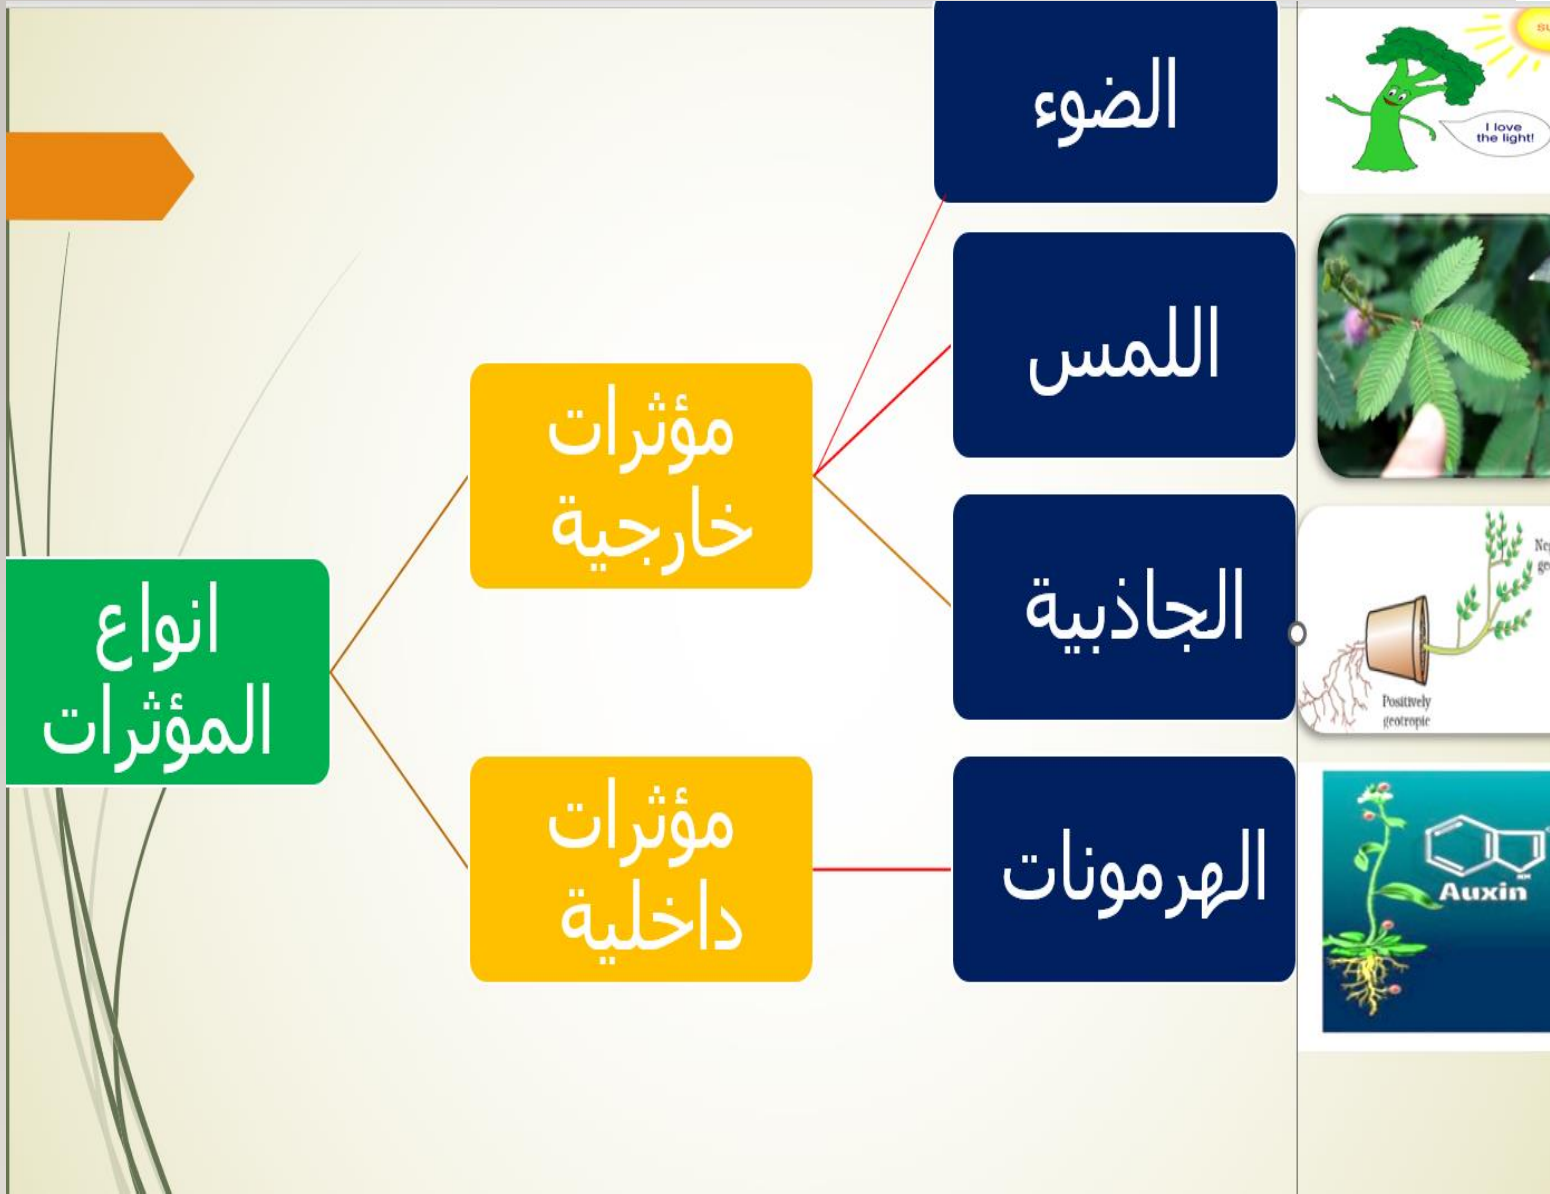 الضوء
I love
the light!
اللمس
مؤثرات
خارجية
الجاذبية
Positively
geotropic
انواع
المؤثرات
مؤثرات
داخلية
الهرمونات
Auxin